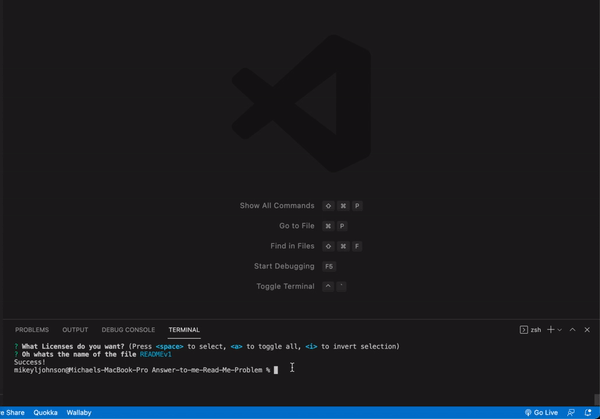 Show All Commands ⇧ ⌘ P
Go to File ⌘ P
Find in Files ⇧ ⌘ F
Start Debugging F5
Toggle Terminal ^ `
PROBLEMS OUTPUT DEBUG CONSOLE TERMINAL zsh
? What Licenses do you want? (Press <space> to select, <a> to toggle all, <i> to invert selection)
? Oh whats the name of the file READMEv1
Success!
mikeyljohnson@Michaels-MacBook-Pro Answer-to-me-Read-Me-Problem %
e Share Quokka Wallaby Go Live